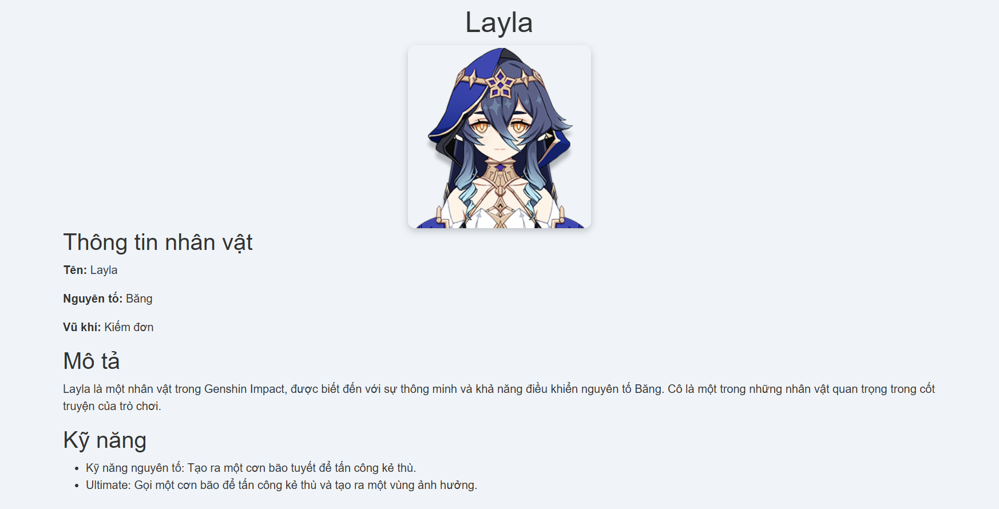 Layla
Thông tin nhân vật
Tên: Layla
Nguyên tố: Băng
Vũ khí: Kiếm đơn
Mô tả
Layla là một nhân vật trong Genshin Impact, được biết đến với sự thông minh và khả năng điều khiển nguyên tố Băng. Cô là một trong những nhân vật quan trọng trong cốt
truyện của trò chơi.
Kỹ năng
• Kỹ năng nguyên tố: Tạo ra một cơn bão tuyết để tấn công kẻ thù.
• Ultimate: Gọi một cơn bão để tấn công kẻ thù và tạo ra một vùng ảnh hưởng.